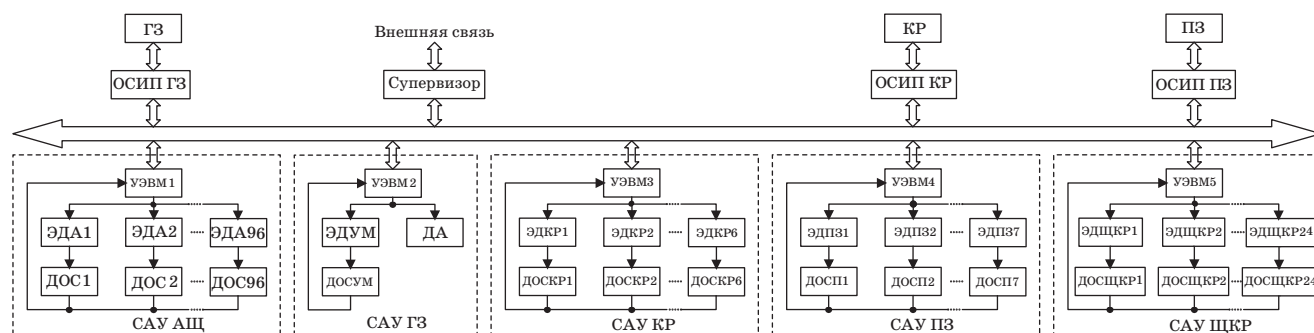 ГЗ Внешняя связь КР ПЗ
ОСИП ГЗ Супервизор ОСИП КР ОСИП ПЗ
УЭВМ1 УЭВМ2 УЭВМ3 УЭВМ4 УЭВМ5
ЭДА1 ЭДА2 ЭДА96 ЭДУМ ДА ЭДКР1 ЭДКР2 ЭДКР6 ЭДПЗ1 ЭДПЗ2 ЭДПЗ7 ЭДЩКР1 ЭДЩКР2 ЭДЩКР24
ДОС1 ДОС2 ДОС96 ДОСУМ ДОСКР1 ДОСКР2 ДОСКР6 ДОСП1 ДОСП2 ДОСП7 ДОСЩКР1 ДОСЩКР2 ДОСЩКР24
САУ АЩ САУ ГЗ САУ КР САУ ПЗ САУ ЩКР